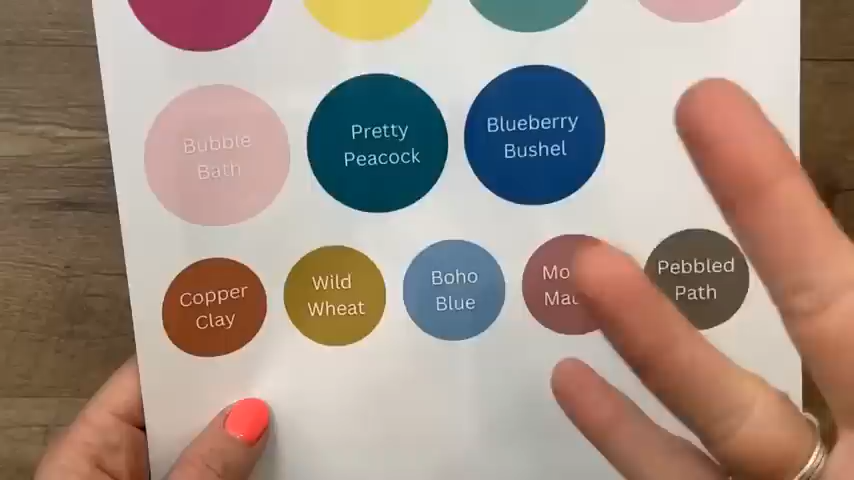 Bubble
Bath
Pretty
Peacock
Blueberry
Bushel
Copper
Clay
Wild
Wheat
Boho
Blue
Pebbled
Path